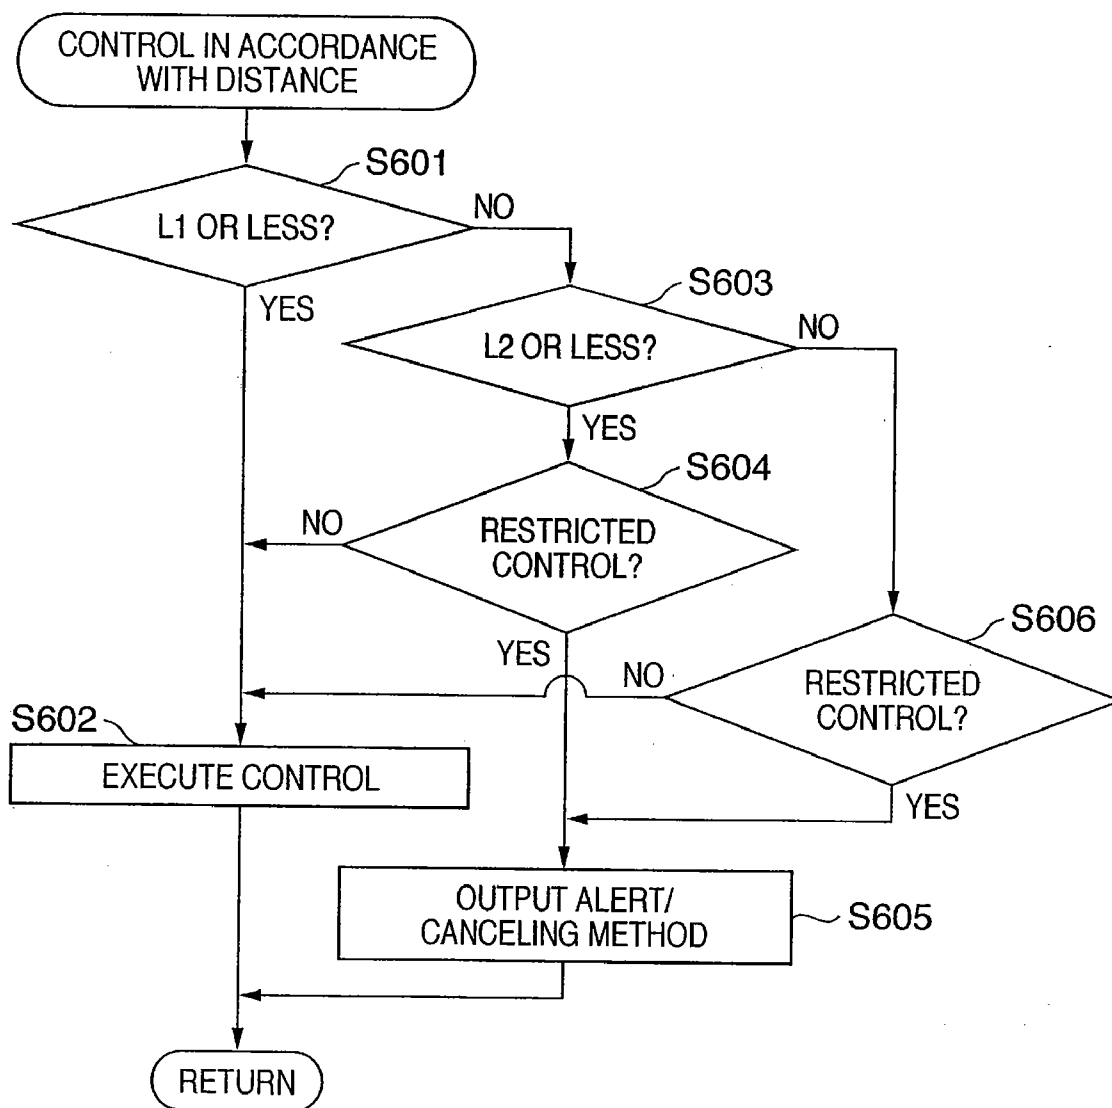 CONTROL IN ACCORDANCE
WITH DISTANCE
S601
L1 OR LESS?
NO
YES
S603
L2 OR LESS?
NO
YES
S604
RESTRICTED
CONTROL?
NO
YES
S606
RESTRICTED
CONTROL?
NO
YES
S602
EXECUTE CONTROL
OUTPUT ALERT/
CANCELING METHOD
S605
RETURN